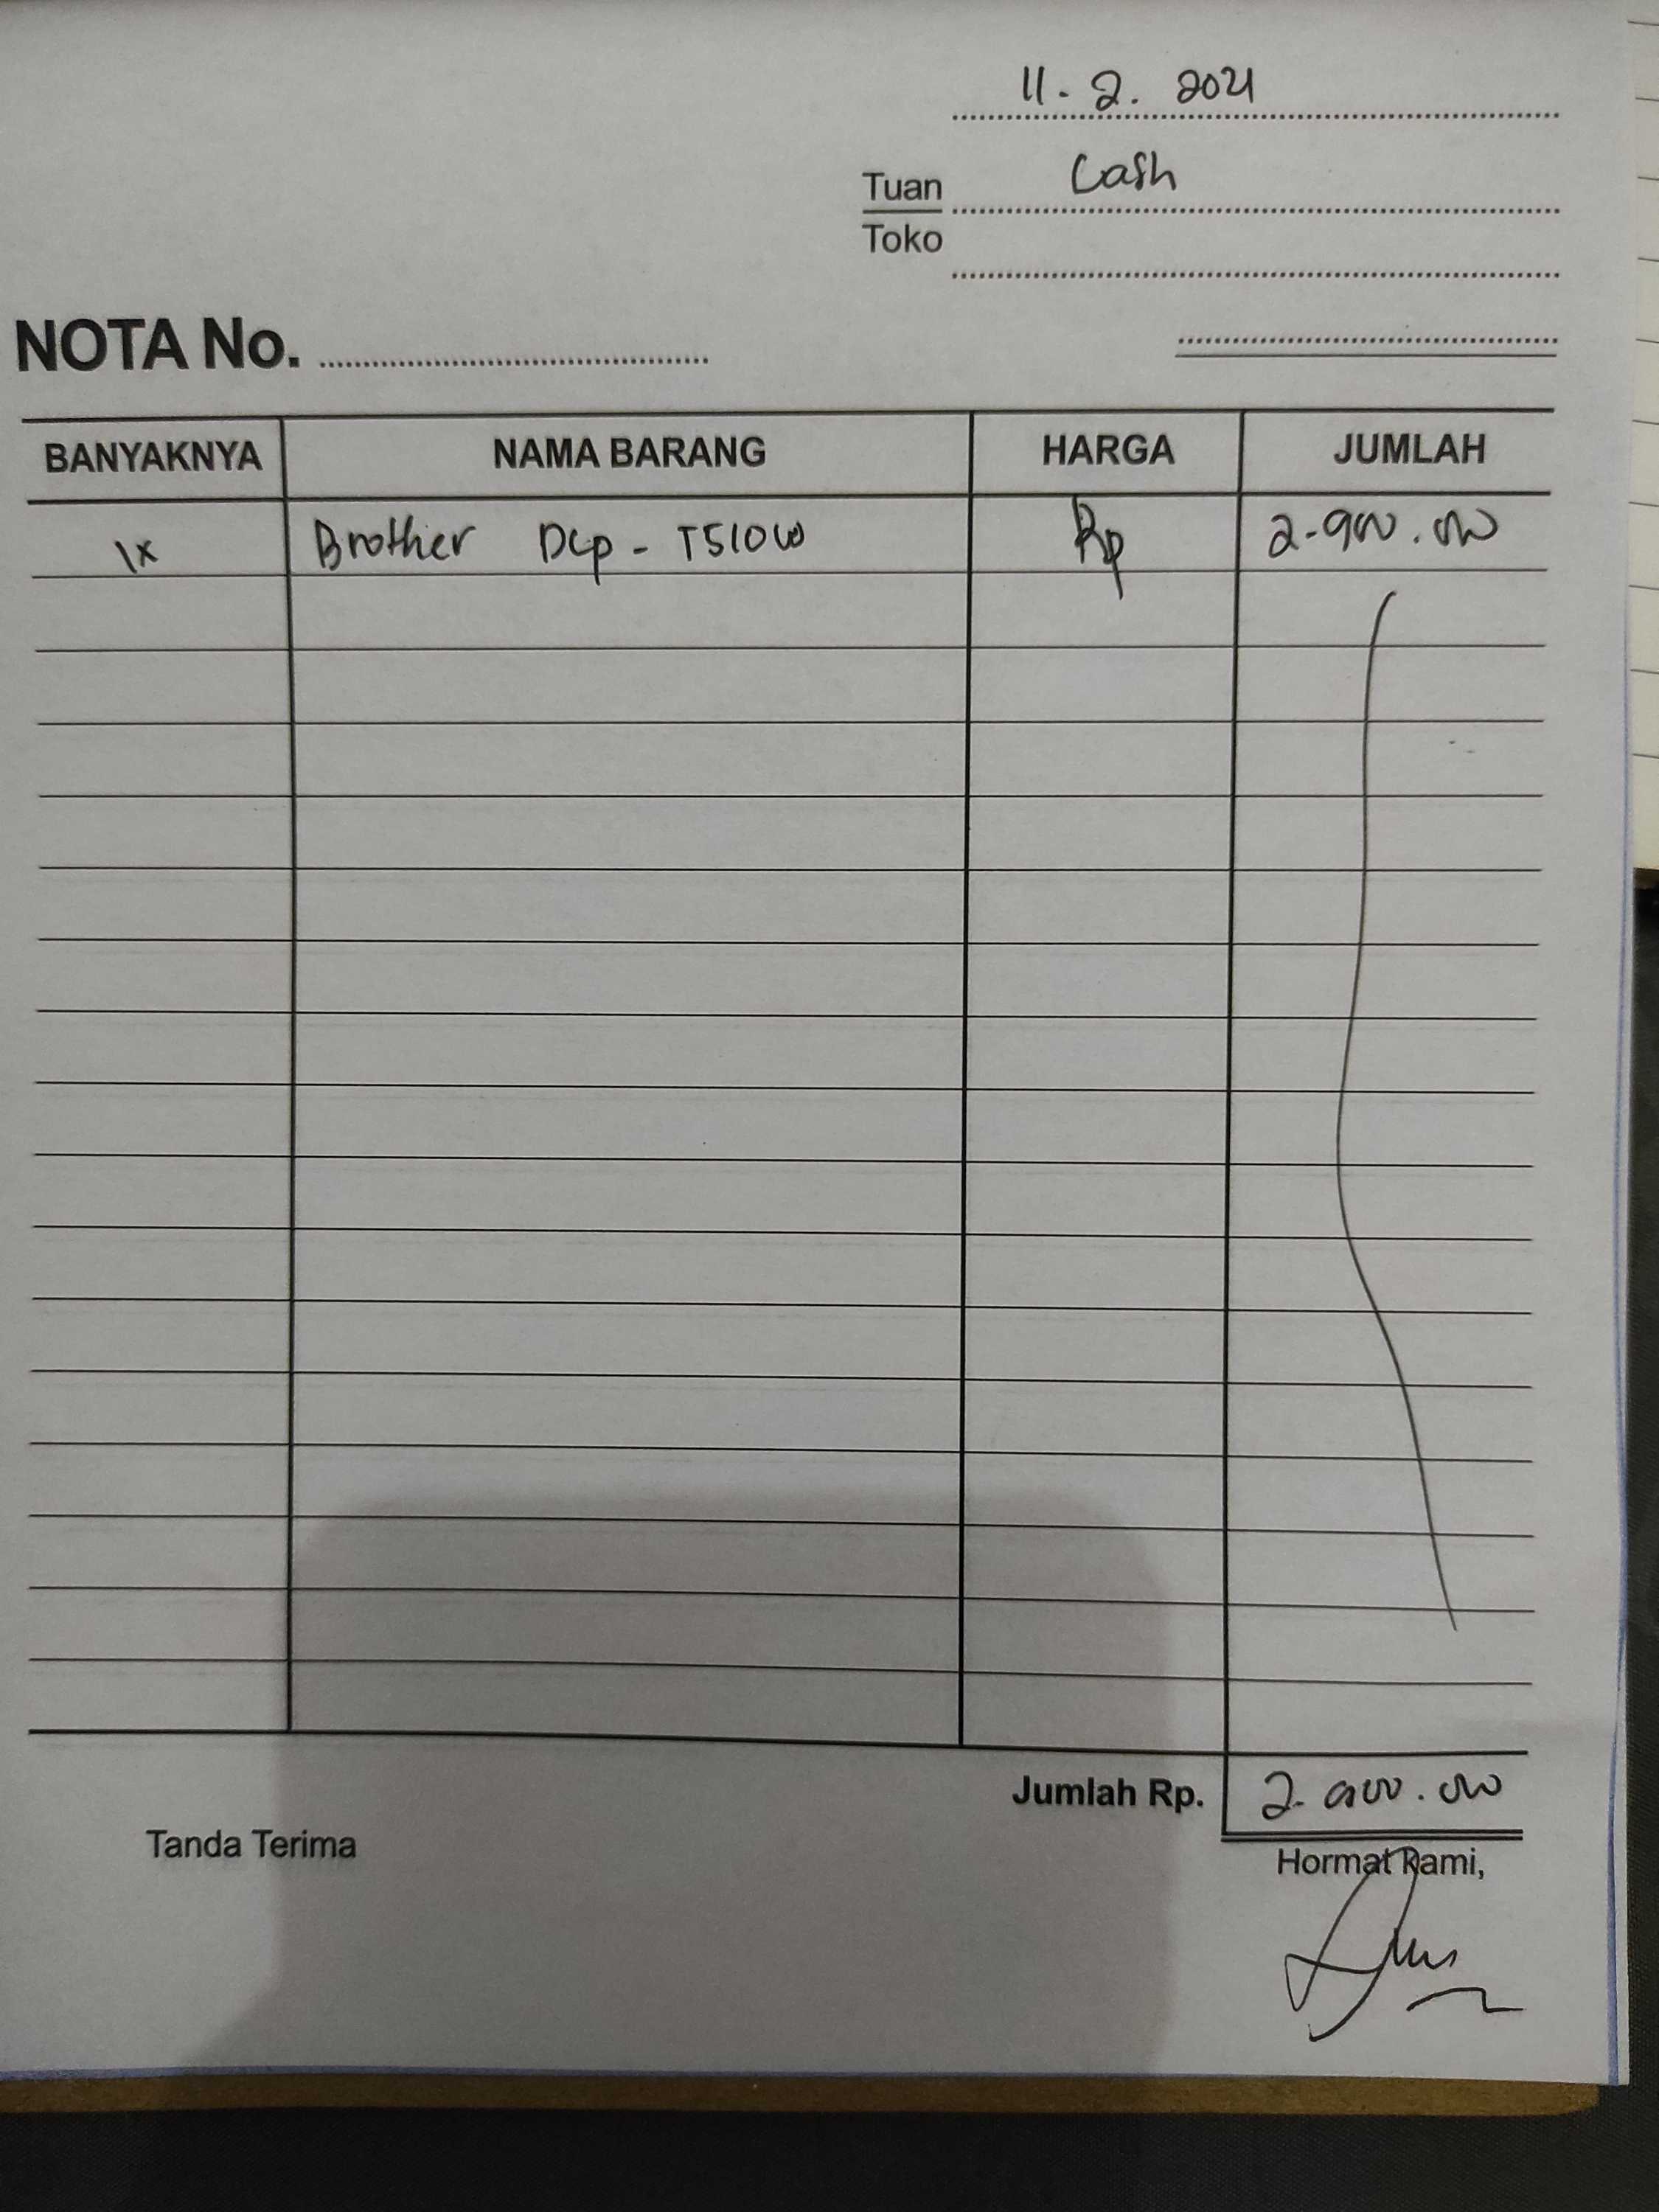 11. 2. 2021
Tuan Cash
Toko
NOTA No.
BANYAKNYA NAMA BARANG HARGA JUMLAH
1x Brother Dcp - T510W Rp 2.900.000
Jumlah Rp. 2.900.000
Tanda Terima Hormat Kami,